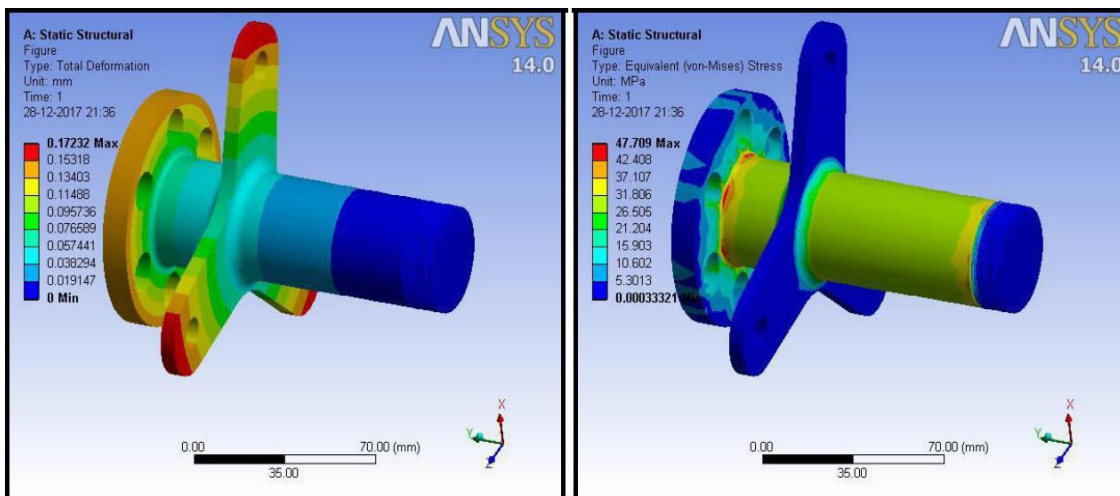 A: Static Structural
Figure
Type: Total Deformation
Unit: mm
Time: 1
28-12-2017 21:36
ANSYS
14.0
0.17232 Max
0.15318
0.13403
0.11488
0.095736
0.076589
0.057441
0.038294
0.019147
0 Min
0.00
70.00 (mm)
35.00
X
Y
Z
A: Static Structural
Figure
Type: Equivalent (von-Mises) Stress
Unit: MPa
Time: 1
28-12-2017 21:36
ANSYS
14.0
47.709 Max
42.408
37.107
31.806
26.505
21.204
15.903
10.602
5.3013
0.00033321
0.00
70.00 (mm)
35.00
X
Y
Z